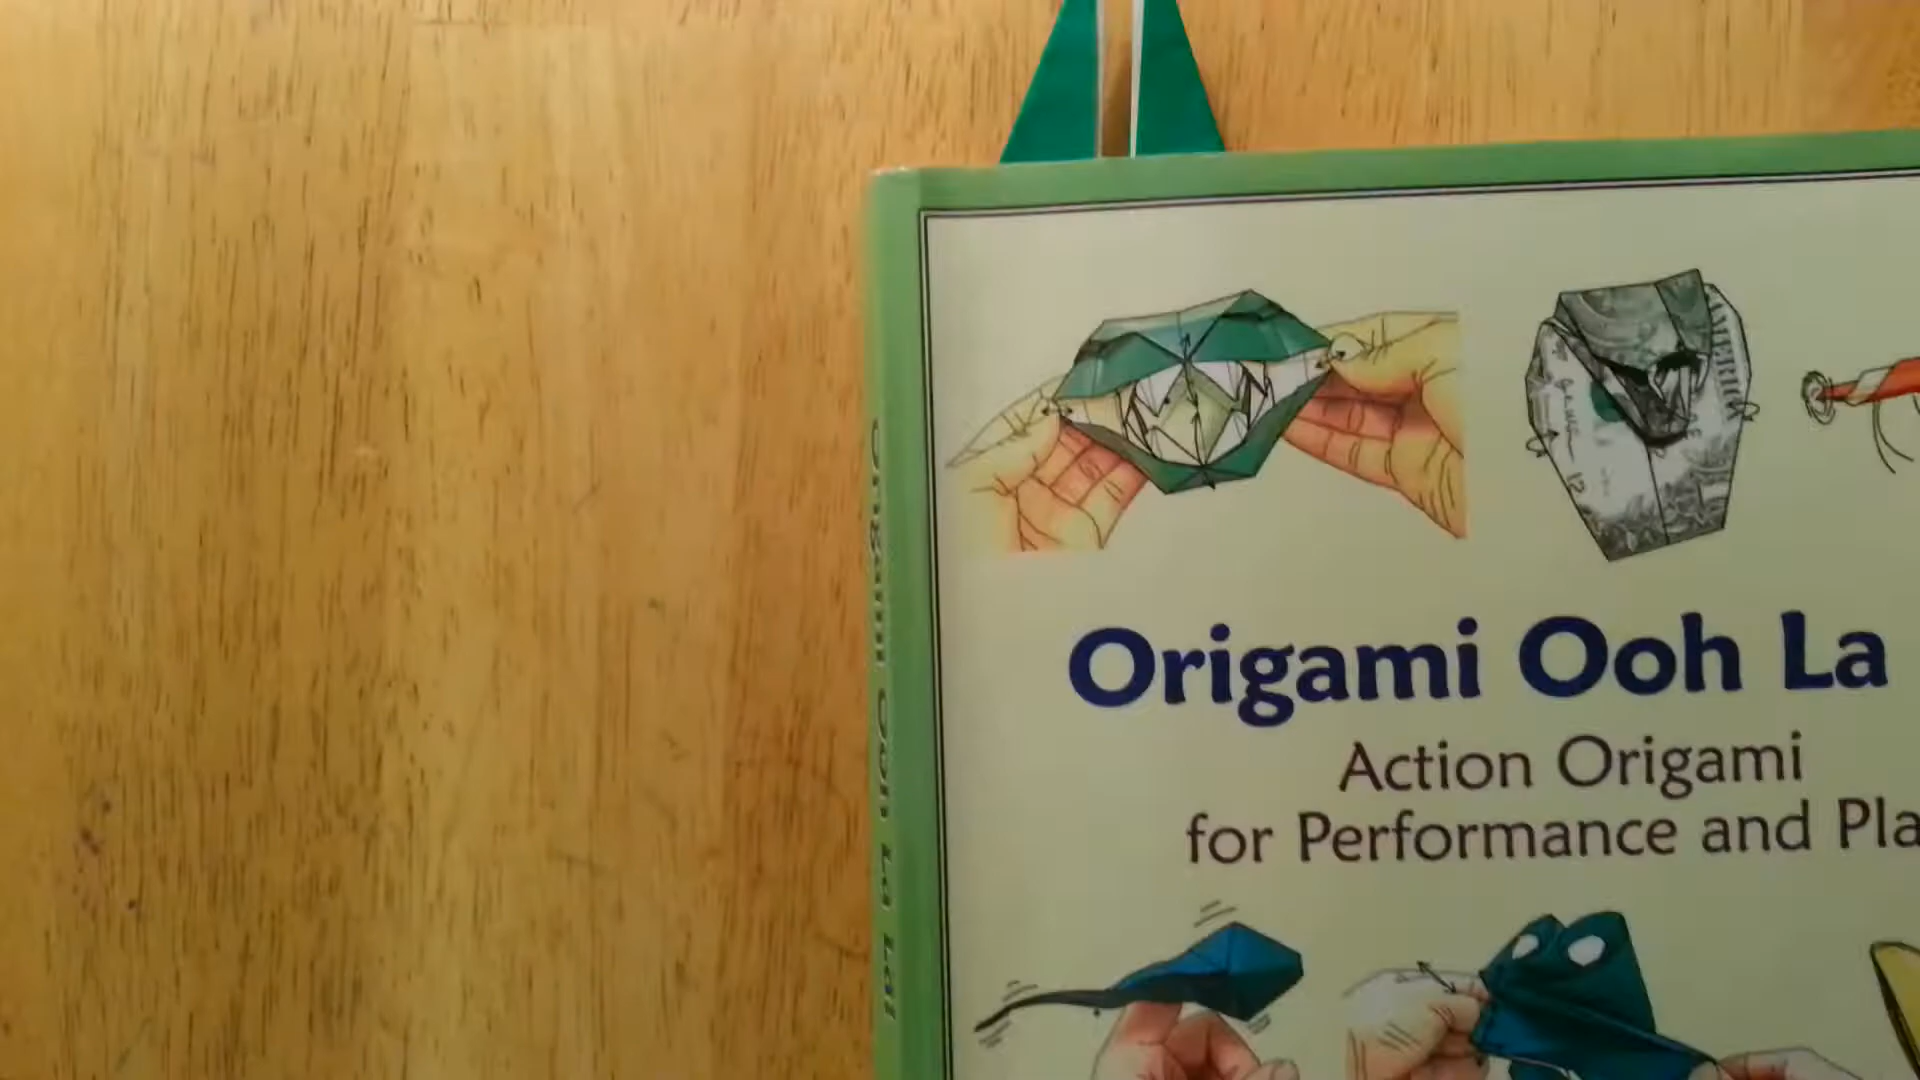 Origami Ooh La
Action Origami
for Performance and Pla
Origami Ooh La La!